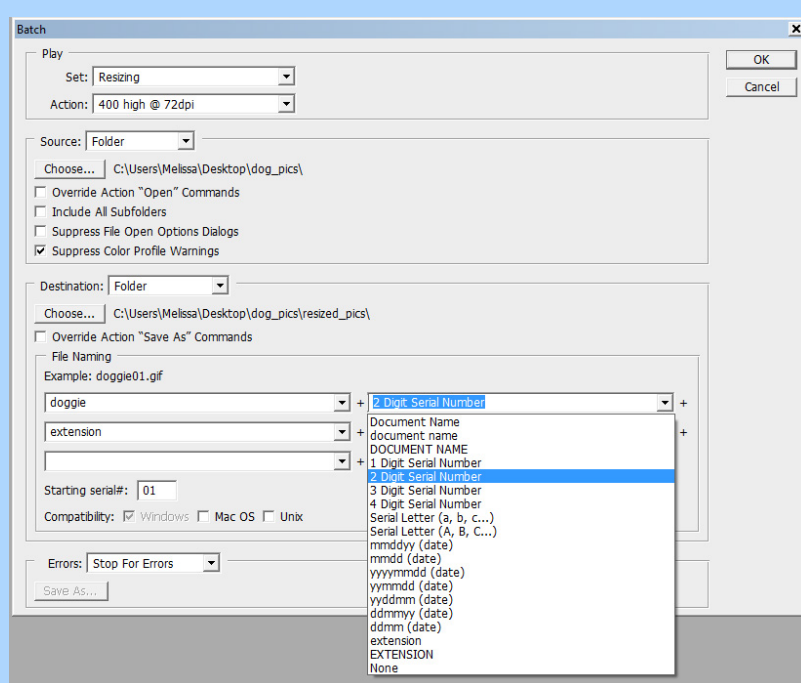 Batch
Play
Set: Resizing
Action: 400 high @ 72dpi
OK
Cancel
Source: Folder
Choose... C:\Users\Melissa\Desktop\dog_pics\
Override Action “Open” Commands
Include All Subfolders
Suppress File Open Options Dialogs
Suppress Color Profile Warnings
Destination: Folder
Choose... C:\Users\Melissa\Desktop\dog_pics\resized_pics\
Override Action “Save As” Commands
File Naming
Example: doggie01.gif
doggie + 2 Digit Serial Number +
extension + +
+
Starting serial#: 01
Compatibility: Windows Mac OS Unix
Document Name
document name
DOCUMENT NAME
1 Digit Serial Number
2 Digit Serial Number
3 Digit Serial Number
4 Digit Serial Number
Serial Letter (a, b, c...)
Serial Letter (A, B, C...)
mmddyy (date)
mmdd (date)
yyyymmdd (date)
yymmdd (date)
yyddmm (date)
ddmmyy (date)
ddmm (date)
extension
EXTENSION
None
Errors: Stop For Errors
Save As...